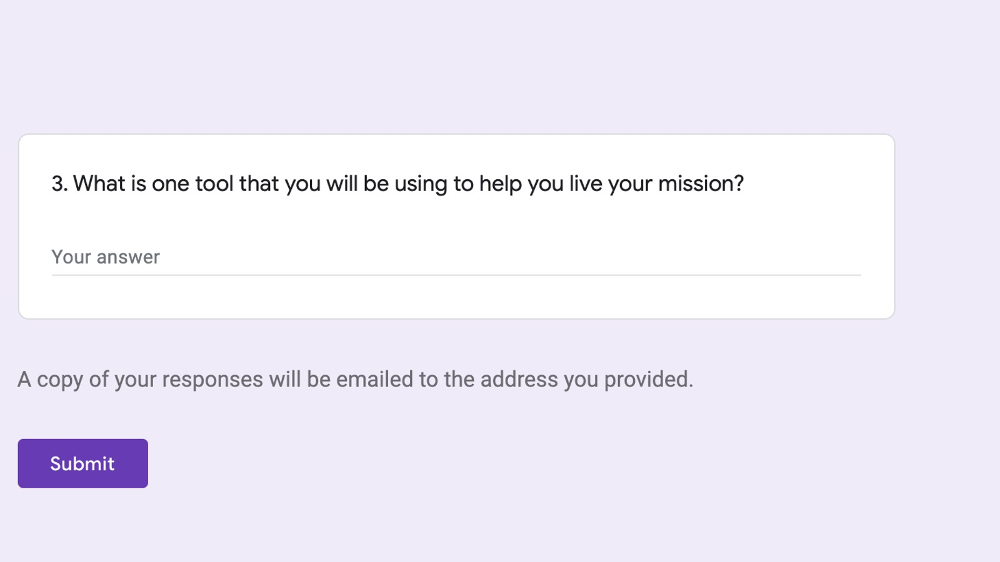 3. What is one tool that you will be using to help you live your mission?
Your answer
A copy of your responses will be emailed to the address you provided.
Submit